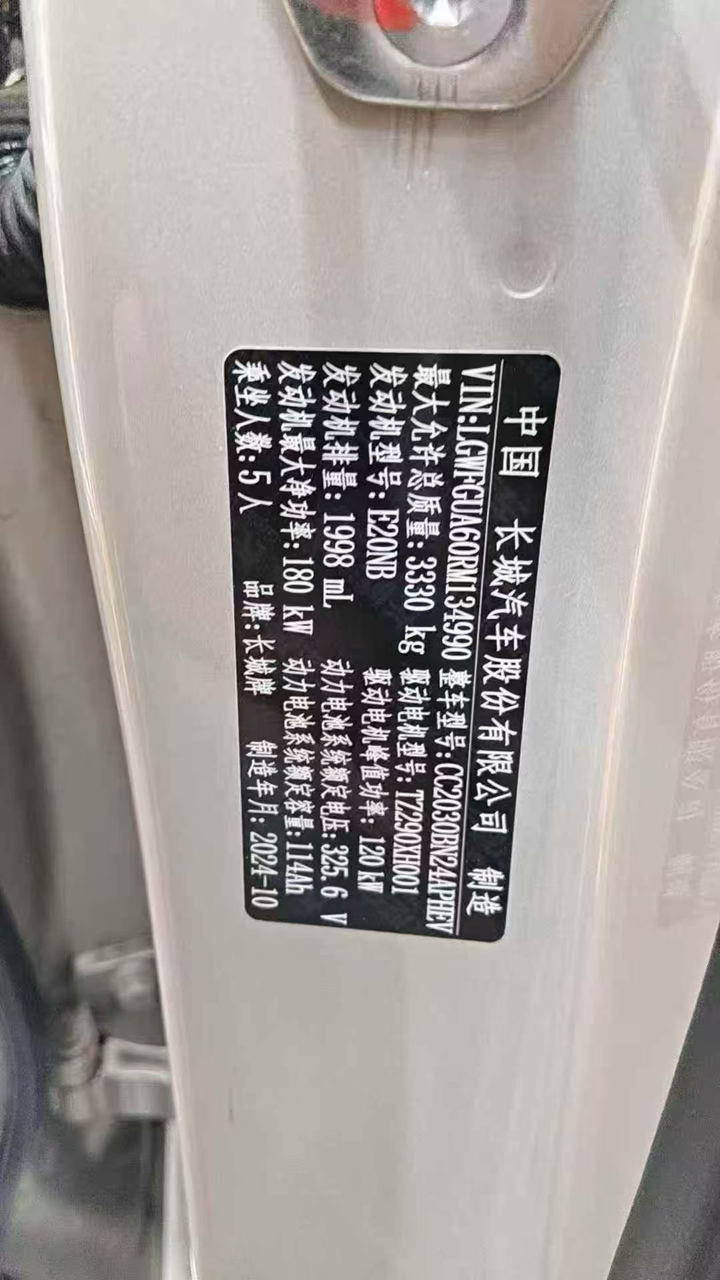 中国 长城汽车股份有限公司 制造
VIN:LGWFGUA60RM134990 整车型号:CC2030BN24APHEV
最大允许总质量:3330 kg 驱动电机型号:TZ290XH001
发动机型号:E20NB 驱动电机峰值功率:120 kW
发动机排量:1998 mL 动力电池系统额定电压:325.6 V
发动机最大净功率:180 kW 动力电池系统额定容量:114Ah
乘坐人数:5人 品牌:长城牌 制造年月:2024-10